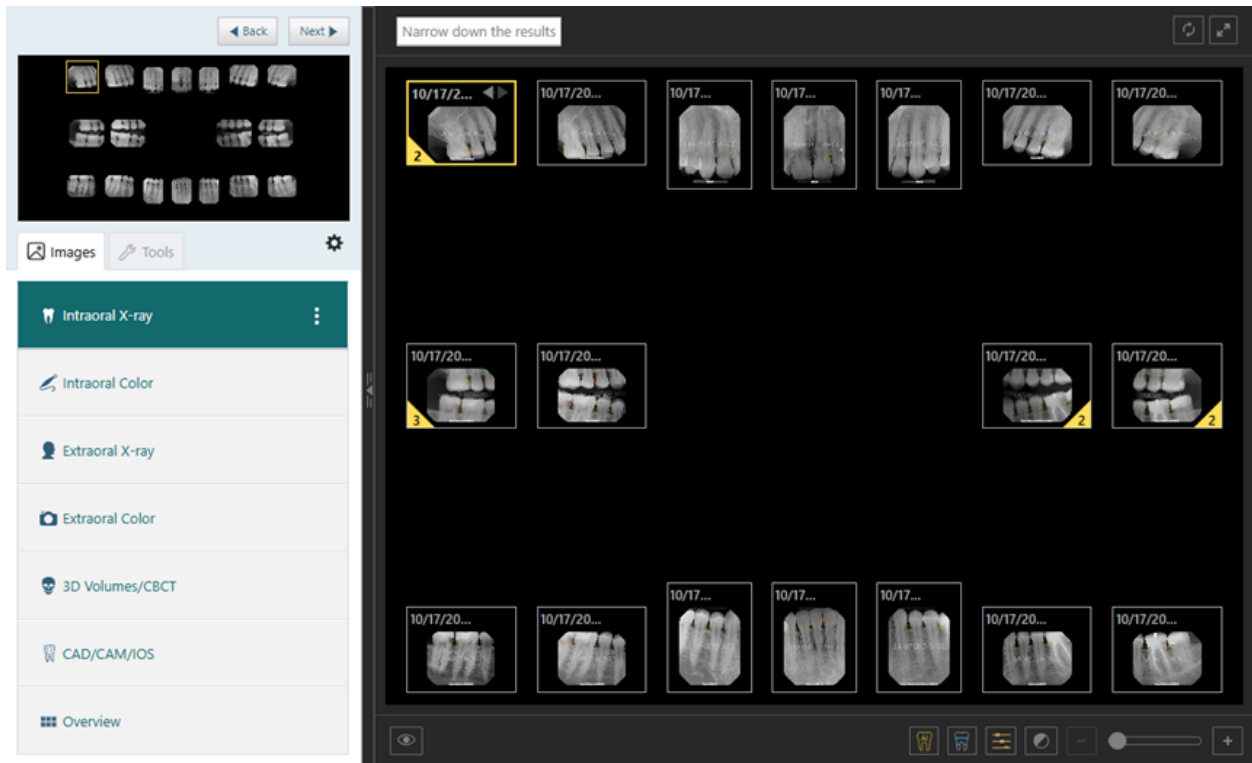 Back Next
Narrow down the results
Images Tools
Intraoral X-ray
Intraoral Color
Extraoral X-ray
Extraoral Color
3D Volumes/CBCT
CAD/CAM/IOS
Overview
10/17/2... 10/17/20... 10/17... 10/17... 10/17... 10/17/20... 10/17/20...
2
10/17/20... 10/17/20... 10/17/20... 10/17/20...
3 2 2
10/17... 10/17... 10/17...
10/17/20... 10/17/20... 10/17/20... 10/17/20...